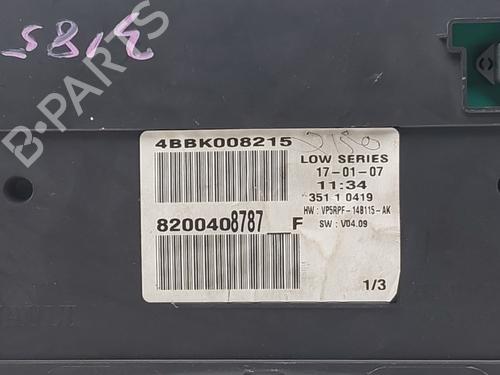 4BBK008215
LOW SERIES
17-01-07
11:34
351 1 0419
HW : VP5RPF-14B115-AK
SW : V04.09
8200408787__F
1/3
B-PARTS